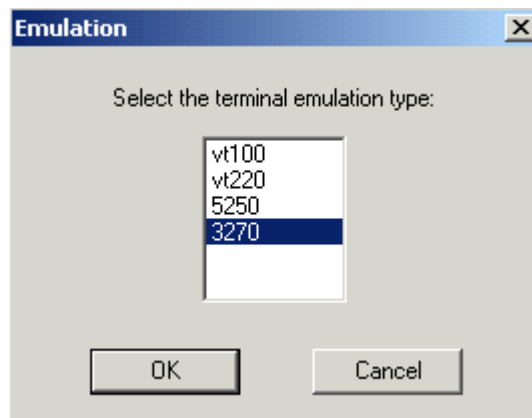 Emulation
Select the terminal emulation type:
vt100
vt220
5250
3270
OK
Cancel